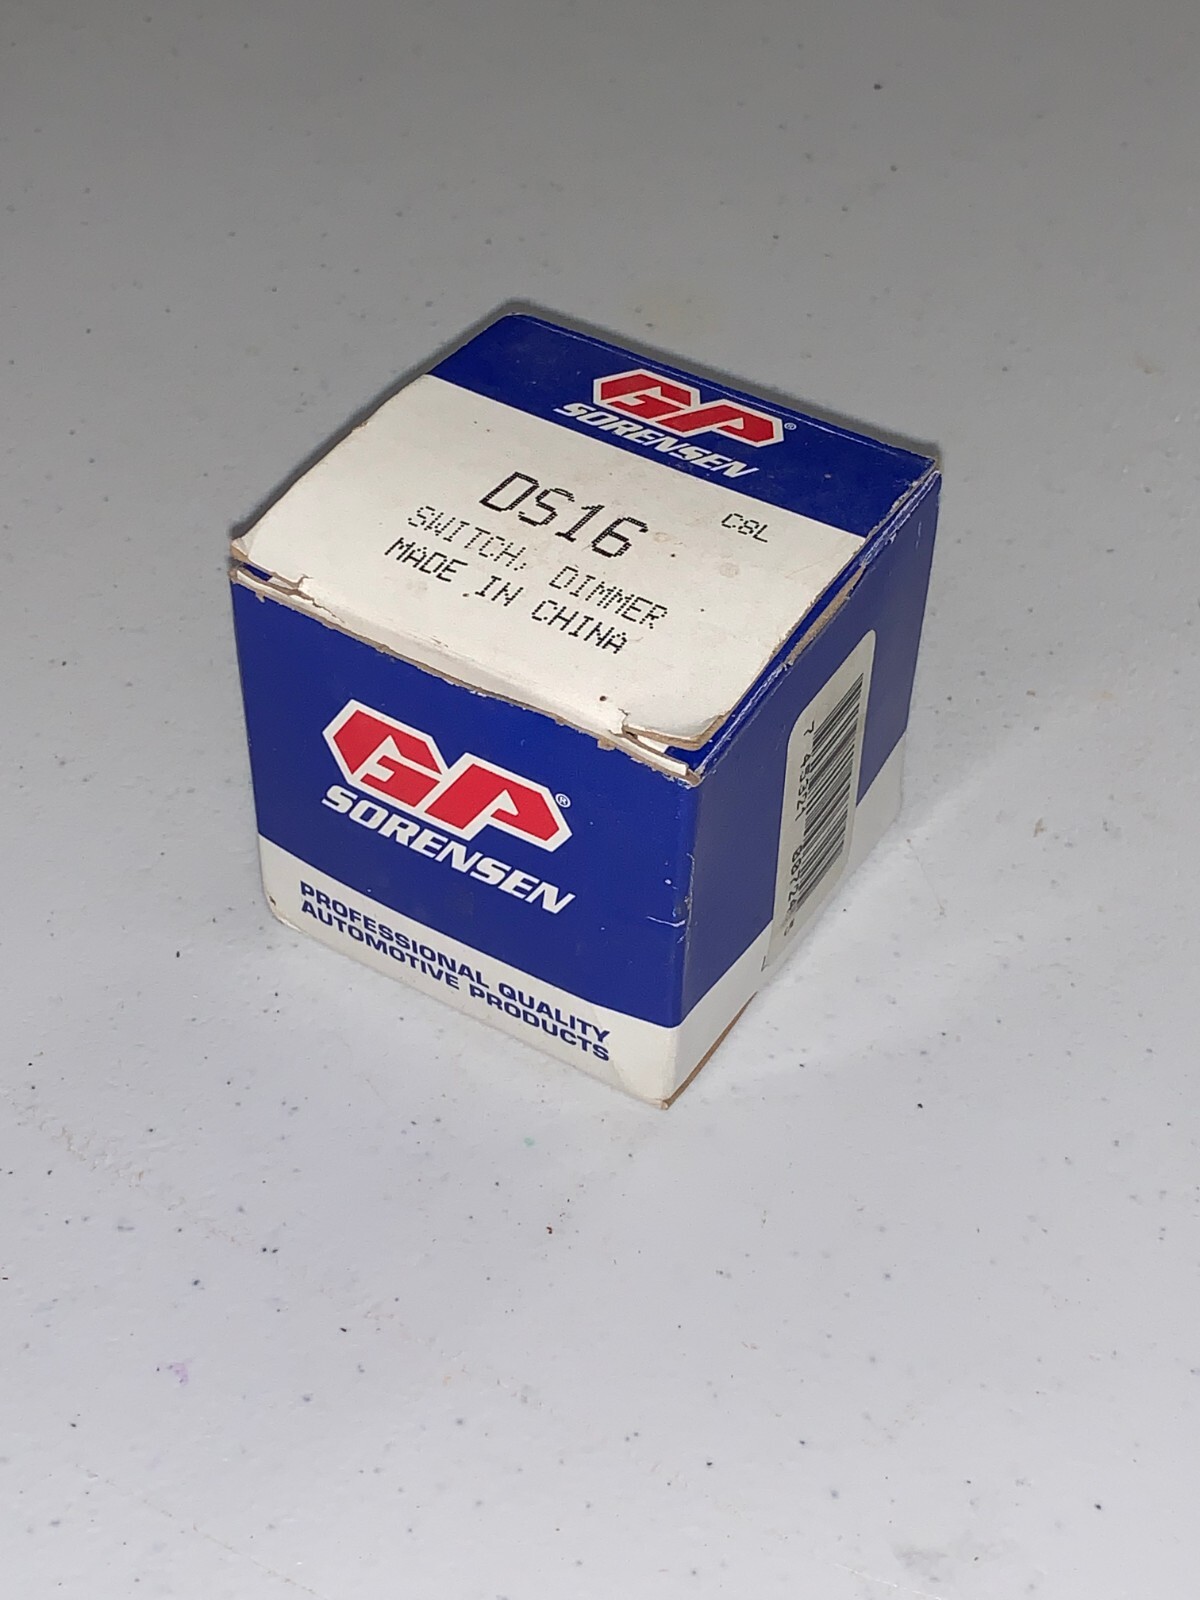 GP®
SORENSEN
C8L
DS16
SWITCH, DIMMER
MADE IN CHINA
GP®
SORENSEN
PROFESSIONAL QUALITY
AUTOMOTIVE PRODUCTS